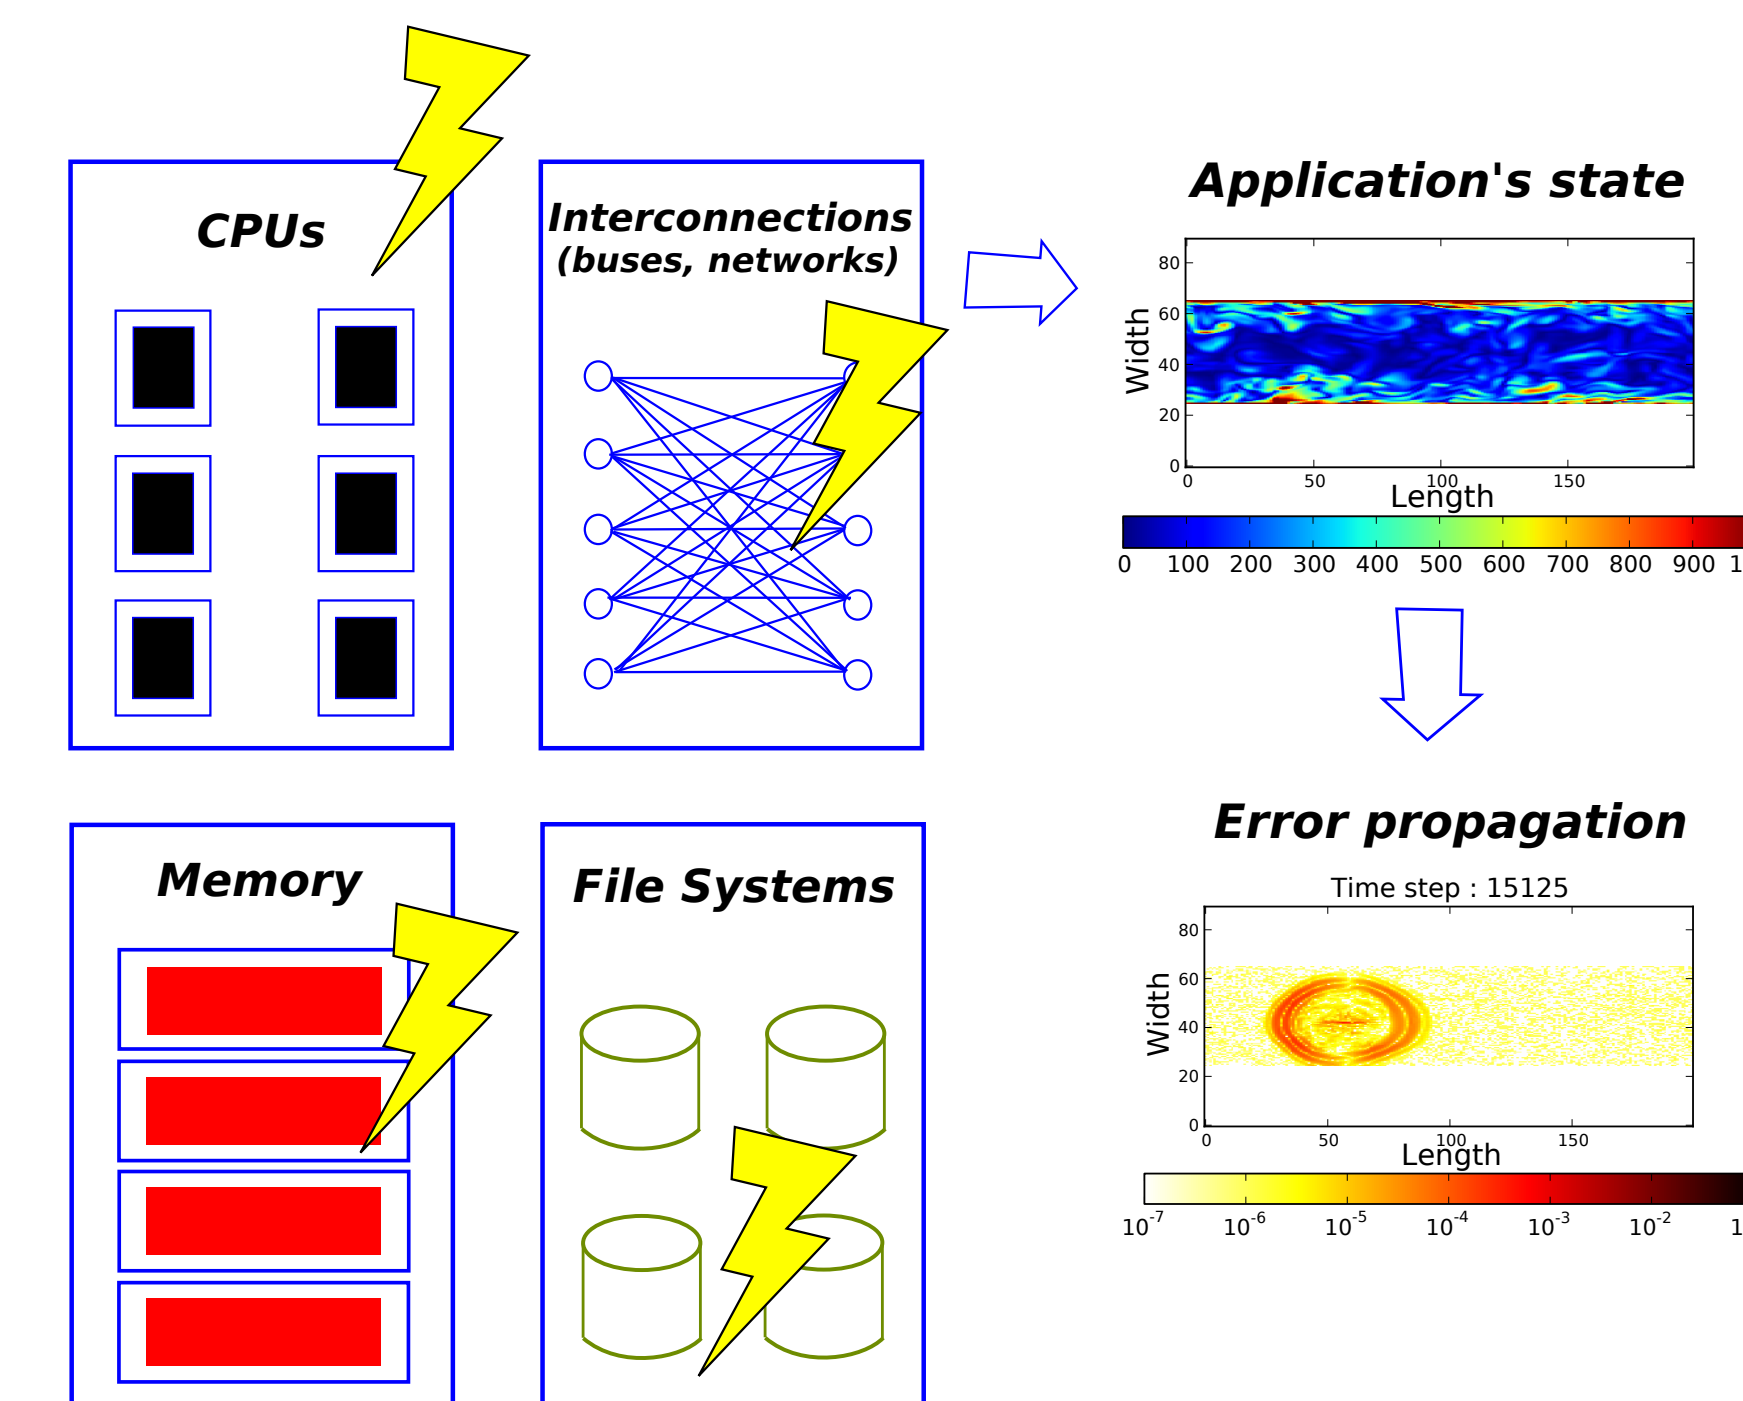 CPUs
Interconnections
(buses, networks)
Application's state
80
60
40
20
0
Width
0 50 100 150
Length
0 100 200 300 400 500 600 700 800 900 1
Memory
File Systems
Error propagation
Time step : 15125
80
60
40
20
0
Width
0 50 100 150
Length
10^-7 10^-6 10^-5 10^-4 10^-3 10^-2 1